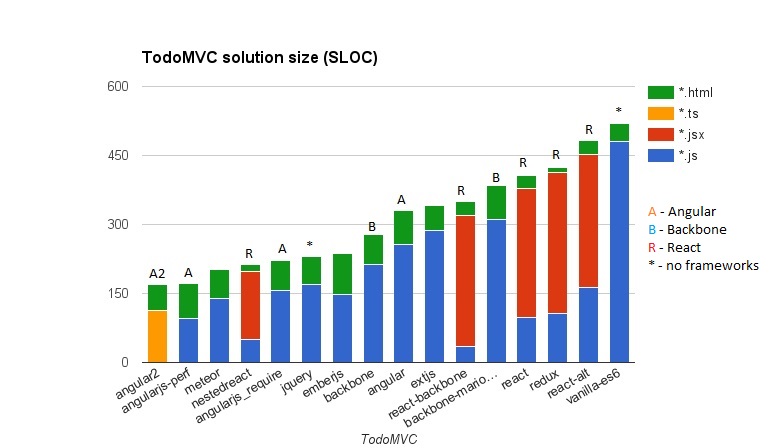 TodoMVC solution size (SLOC)
600
450
300
150
0
A2
A
R
A
*
B
A
R
B
R
R
R
*
*.html
*.ts
*.jsx
*.js
A - Angular
B - Backbone
R - React
* - no frameworks
angular2
angularjs-perf
meteor
nestedreact
angularjs_require
jquery
emberjs
backbone
angular
extjs
react-backbone
backbone-mario...
react
redux
react-alt
vanilla-es6
TodoMVC